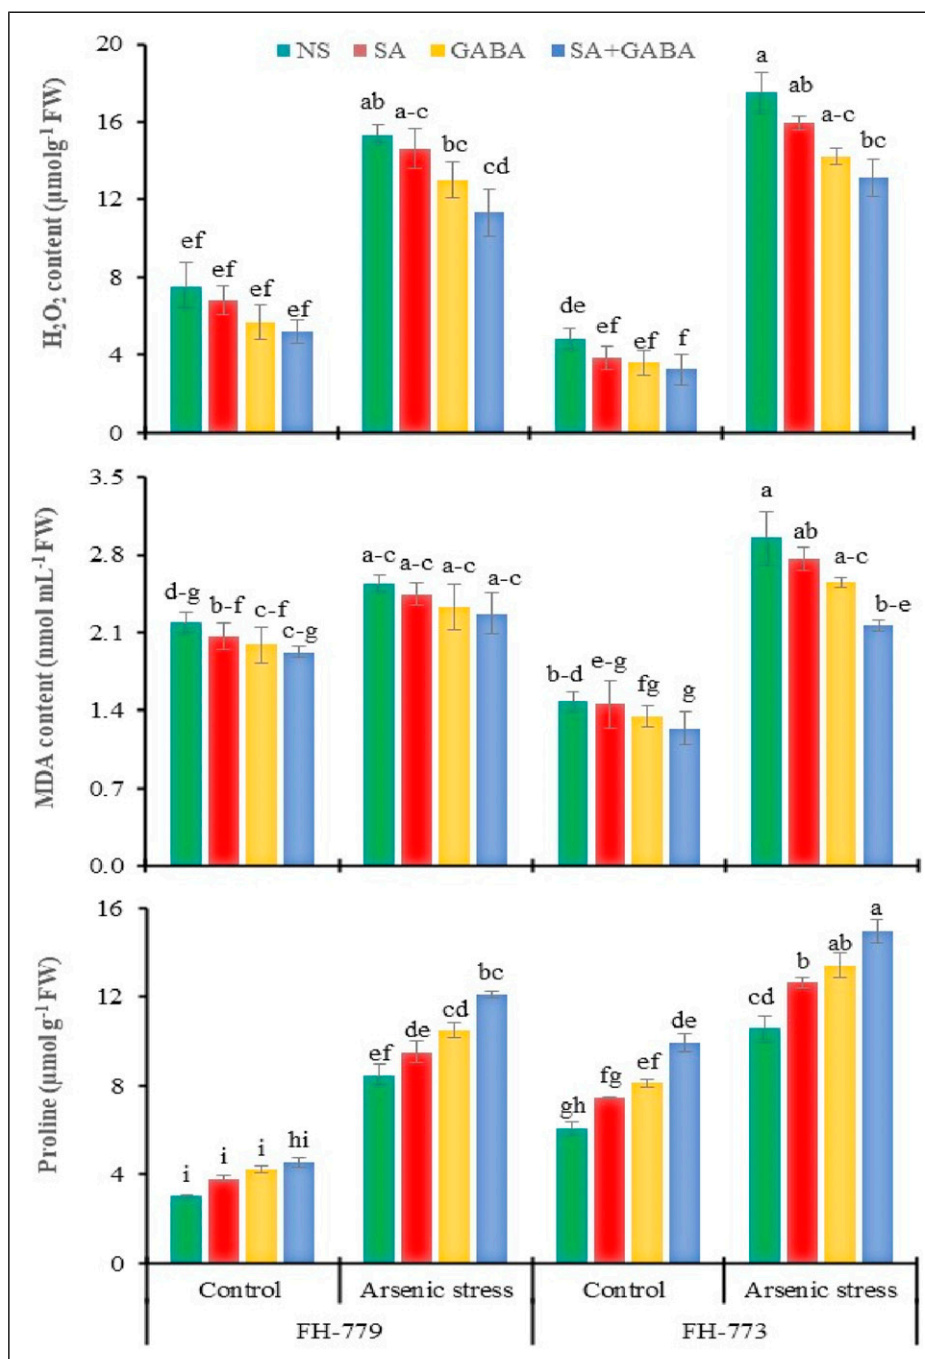 20
NS SA GABA SA+GABA
a
ab
ab
a-c
16
a-c
bc
bc
cd
H₂O₂ content (µmolg⁻¹ FW)
12
ef
ef
8
ef
ef
de
ef
ef
f
4
0
3.5
a
ab
a-c
a-c
a-c
a-c
a-c
2.8
d-g
b-f
c-f
c-g
b-e
MDA content (nmol mL⁻¹ FW)
2.1
b-d
e-g
fg
g
1.4
0.7
0.0
16
a
ab
b
bc
cd
cd
12
de
de
ef
ef
fg
Proline (µmol g⁻¹ FW)
8
gh
hi
i
i
i
4
0
Control Arsenic stress Control Arsenic stress
FH-779 FH-773